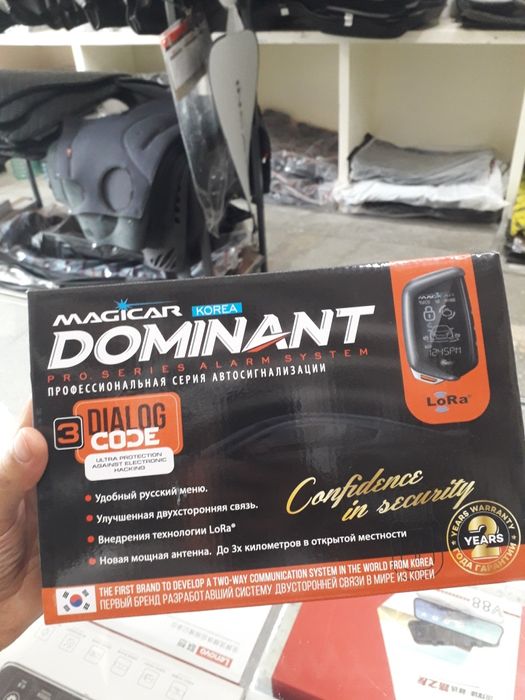 MAGICAR KOREA
DOMINANT
PRO SERIES ALARM SYSTEM
ПРОФЕССИОНАЛЬНАЯ СЕРИЯ АВТОСИГНАЛИЗАЦИИ
MAGICAR
12:45PM
LoRa®
3 DIALOG
CODE
ULTRA PROTECTION
AGAINST ELECTRONIC
HACKING
• Удобный русский меню.
• Улучшенная двухсторонняя связь.
• Внедрения технологии LoRa®
• Новая мощная антенна. До 3х километров в открытой местности
Confidence
in security
YEARS WARRANTY
2
YEARS
ГОДА ГАРАНТИИ
THE FIRST BRAND TO DEVELOP A TWO-WAY COMMUNICATION SYSTEM IN THE WORLD FROM KOREA
ПЕРВЫЙ БРЕНД РАЗРАБОТАВШИЙ СИСТЕМУ ДВУСТОРОННЕЙ СВЯЗИ В МИРЕ ИЗ КОРЕИ
Lenovo
V88